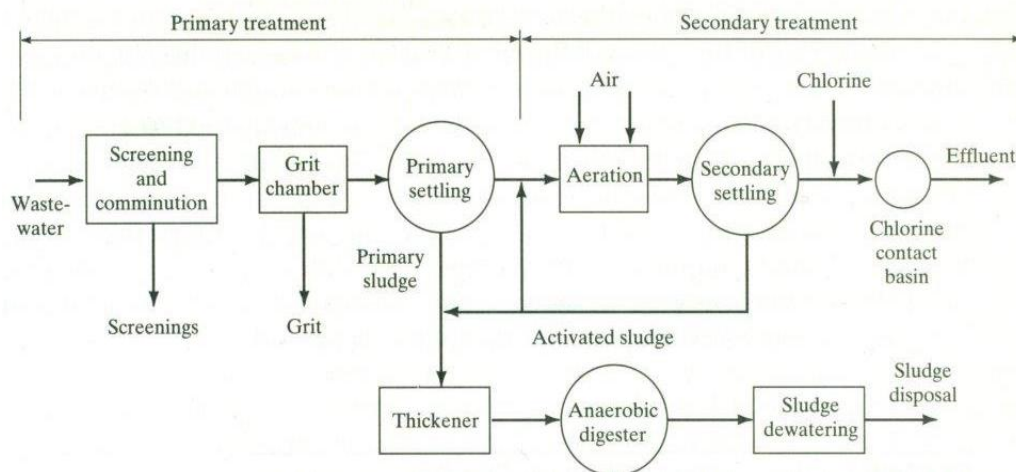 Primary treatment
Secondary treatment
Air
Chlorine
Screening
and
comminution
Grit
chamber
Primary
settling
Aeration
Secondary
settling
Effluent
Waste-
water
Chlorine
contact
basin
Primary
sludge
Screenings
Grit
Activated sludge
Thickener
Anaerobic
digester
Sludge
dewatering
Sludge
disposal